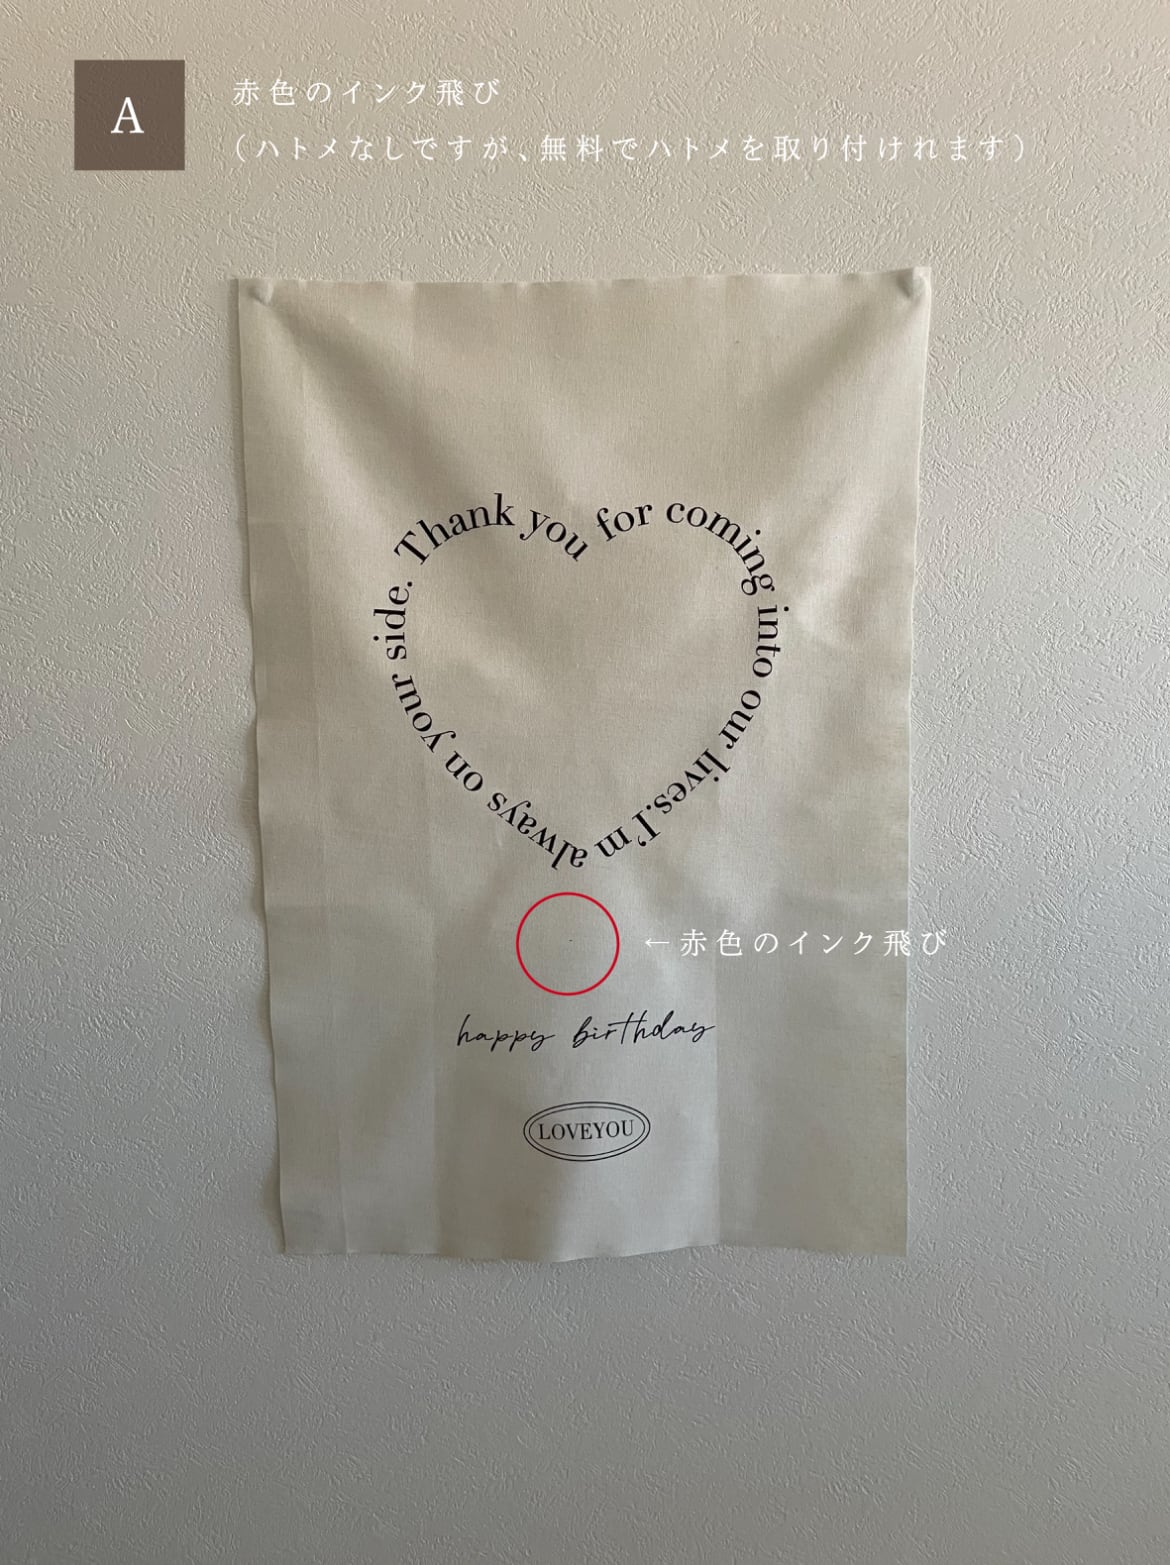 A
赤色のインク飛び
（ハトメなしですが、無料でハトメを取り付けれます）
Thank you for coming into our lives.I'm always on your side.
←赤色のインク飛び
happy birthday
LOVEYOU